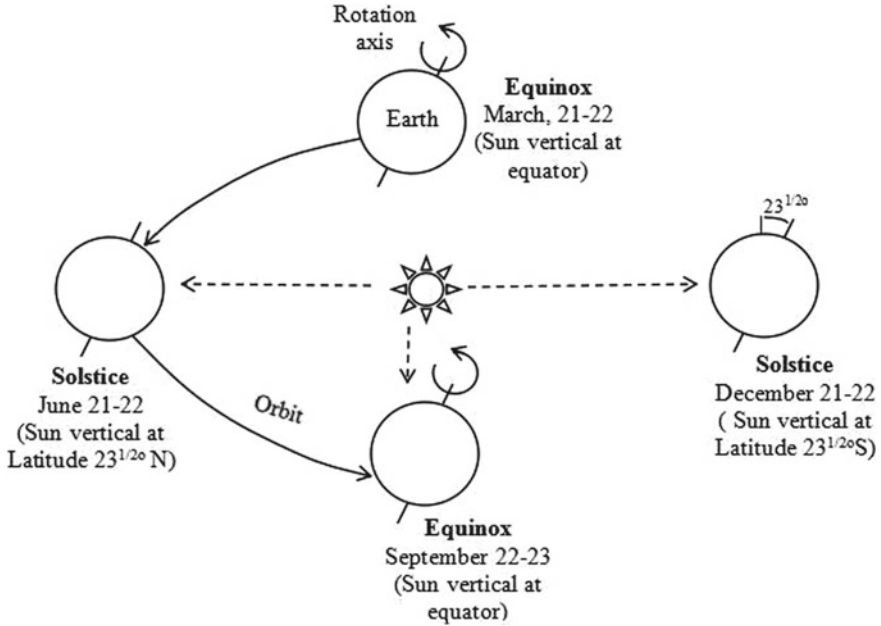 Rotation
axis
Earth
Equinox
March, 21-22
(Sun vertical at
equator)
23^1/2o
Solstice
June 21-22
(Sun vertical at
Latitude 23^1/2o N)
Orbit
Solstice
December 21-22
( Sun vertical at
Latitude 23^1/2oS)
Equinox
September 22-23
(Sun vertical at
equator)